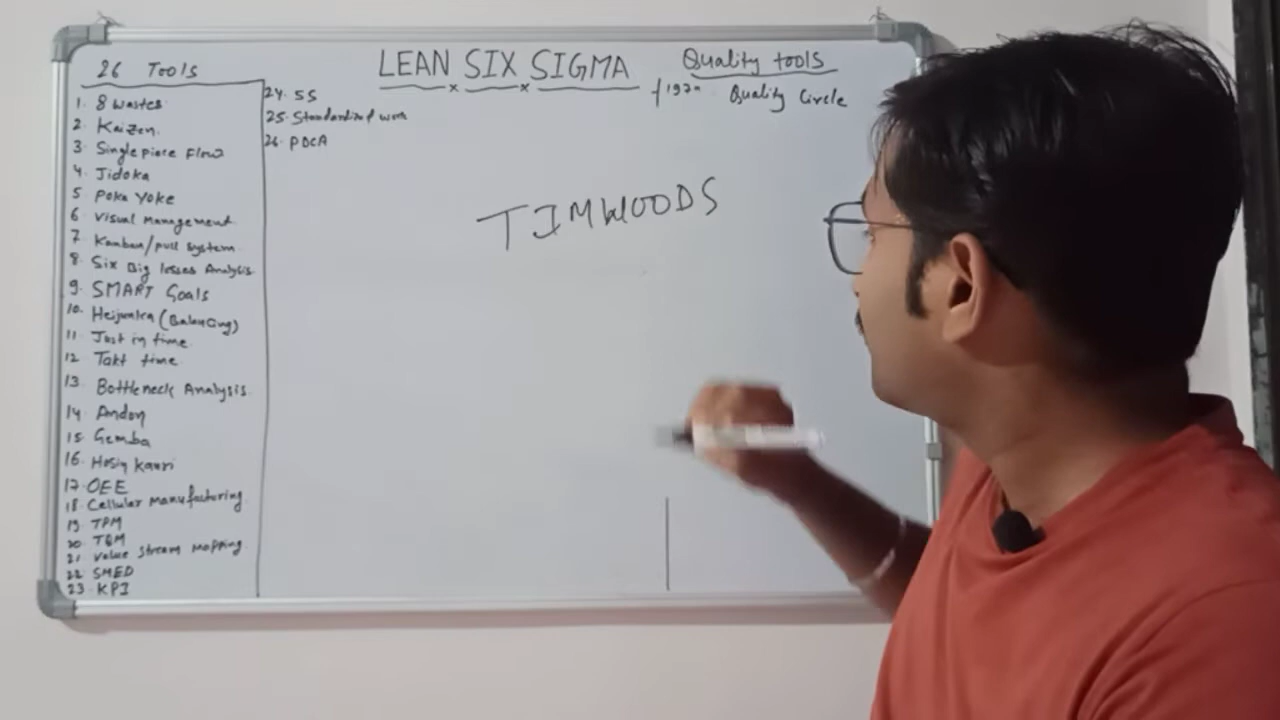 26 Tools
1. 8 wastes
2. Kaizen.
3. Single piece Flow
4. Jidoka
5. Poka Yoke
6. Visual Management
7. Kanban/pull system
8. Six Big losses Analysis.
9. SMART Goals
10. Heijunka (Balancing)
11. Just in time
12. Takt time
13. Bottleneck Analysis.
14. Andon
15. Gemba
16. Hosin Kanri
17. OEE
18. Cellular Manufacturing
19. TPM
20.
21. Value stream Mapping
22. SMED
23. KPI
24. 5S
25. Standardized work
26. PDCA
LEAN SIX SIGMA
TIMWOODS
Quality tools
Quality Circle